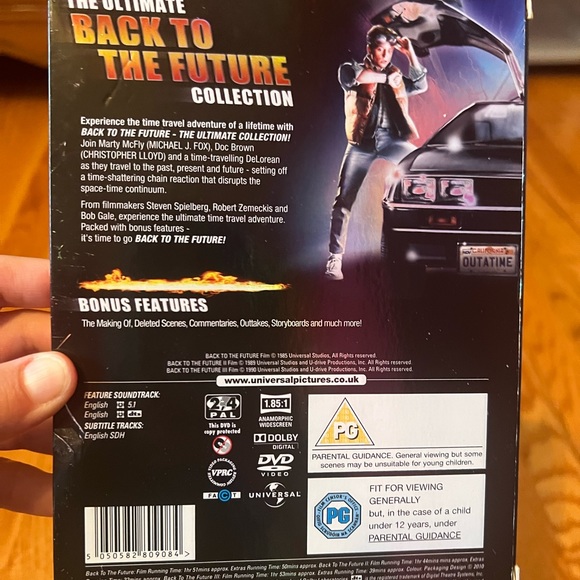 THE ULTIMATE
BACK TO
THE FUTURE
COLLECTION
Experience the time travel adventure of a lifetime with
BACK TO THE FUTURE - THE ULTIMATE COLLECTION!
Join Marty McFly (MICHAEL J. FOX), Doc Brown
(CHRISTOPHER LLOYD) and a time-travelling DeLorean
as they travel to the past, present and future - setting off
a time-shattering chain reaction that disrupts the
space-time continuum.
From filmmakers Steven Spielberg, Robert Zemeckis and
Bob Gale, experience the ultimate time travel adventure.
Packed with bonus features -
it's time to go BACK TO THE FUTURE!
OUTATIME
BONUS FEATURES
The Making Of, Deleted Scenes, Commentaries, Outtakes, Storyboards and much more!
BACK TO THE FUTURE Film © 1985 Universal Studios, All Rights reserved.
BACK TO THE FUTURE II Film © 1989 Universal Studios and U-drive Productions, Inc. All Rights reserved.
BACK TO THE FUTURE III Film © 1990 Universal Studios and U-drive Productions, Inc. All Rights reserved.
www.universalpictures.co.uk
FEATURE SOUNDTRACK:
English 5.1
English dts
SUBTITLE TRACKS:
English SDH
2,4
PAL
This DVD is
copy protected
VPRC
FACT
1.85:1
ANAMORPHIC
WIDESCREEN
DOLBY
DIGITAL
DVD
VIDEO
UNIVERSAL
PG
PARENTAL GUIDANCE. General viewing but some
scenes may be unsuitable for young children.
PG
FIT FOR VIEWING
GENERALLY
but, in the case of a child
under 12 years, under
PARENTAL GUIDANCE
5 050582 809084 >
Back To The Future: Film Running Time: 1hr 51mins approx. Extras Running Time: 50mins approx. Back To The Future II: Film Running Time: 1hr 44mins approx. Extras